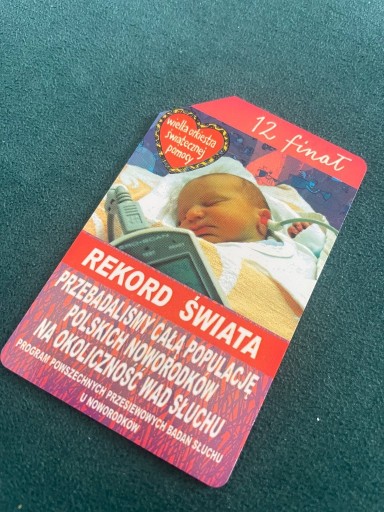 12 finał
wielka orkiestra
świątecznej
pomocy
REKORD ŚWIATA
PRZEBADALIŚMY CAŁĄ POPULACJĘ
POLSKICH NOWORODKÓW
NA OKOLICZNOŚĆ WAD SŁUCHU
PROGRAM POWSZECHNYCH PRZESIEWOWYCH BADAŃ SŁUCHU
U NOWORODKÓW